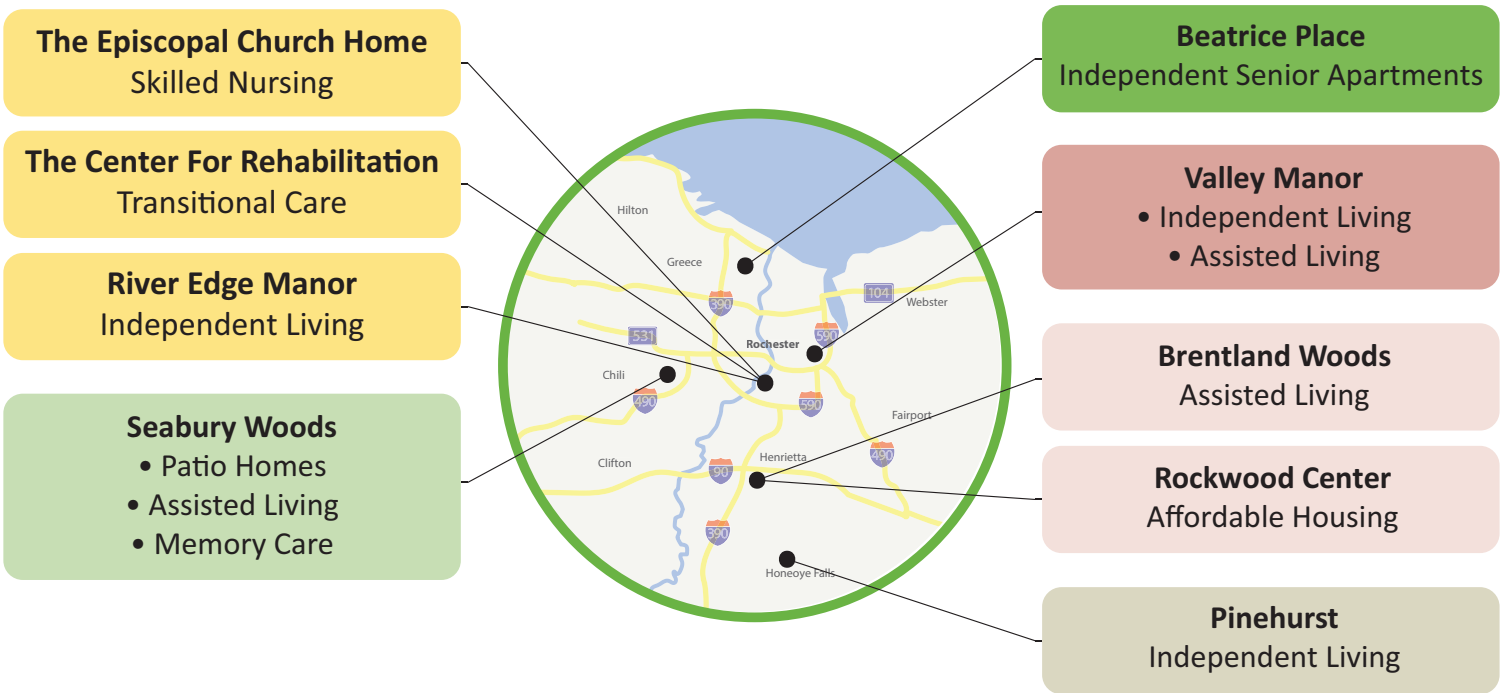 The Episcopal Church Home
Skilled Nursing
The Center For Rehabilitation
Transitional Care
River Edge Manor
Independent Living
Seabury Woods
• Patio Homes
• Assisted Living
• Memory Care
Hilton
Greece
390
104
Webster
531
Rochester
590
Chili
490
590
Fairport
Clifton
90
Henrietta
490
390
Honeoye Falls
Beatrice Place
Independent Senior Apartments
Valley Manor
• Independent Living
• Assisted Living
Brentland Woods
Assisted Living
Rockwood Center
Affordable Housing
Pinehurst
Independent Living